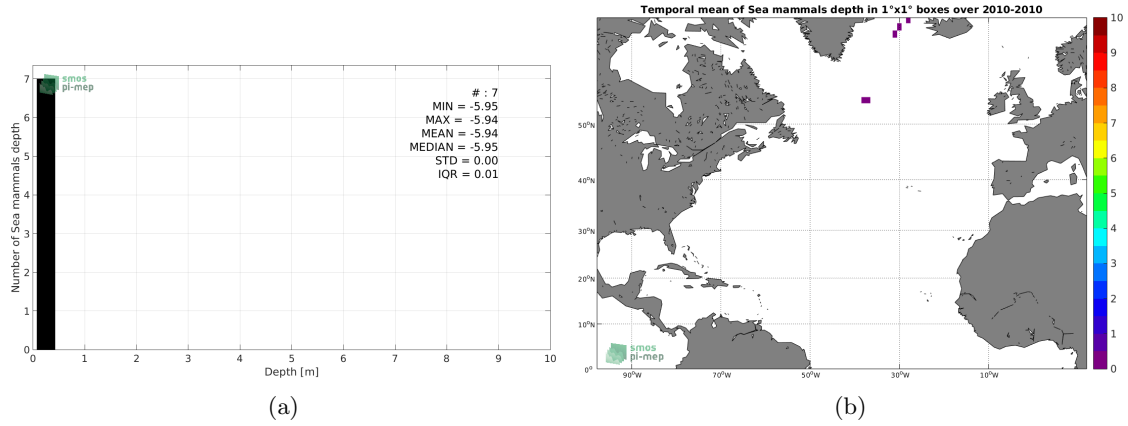 Temporal mean of Sea mammals depth in 1°x1° boxes over 2010-2010
smos
pi-mep
# : 7
MIN = -5.95
MAX = -5.94
MEAN = -5.94
MEDIAN = -5.95
STD = 0.00
IQR = 0.01
Number of Sea mammals depth
7
6
5
4
3
2
1
0
0 1 2 3 4 5 6 7 8 9 10
Depth [m]
(a)
50°N
40°N
30°N
20°N
10°N
0°
90°W 70°W 50°W 30°W 10°W
smos
pi-mep
10
9
8
7
6
5
4
3
2
1
0
(b)